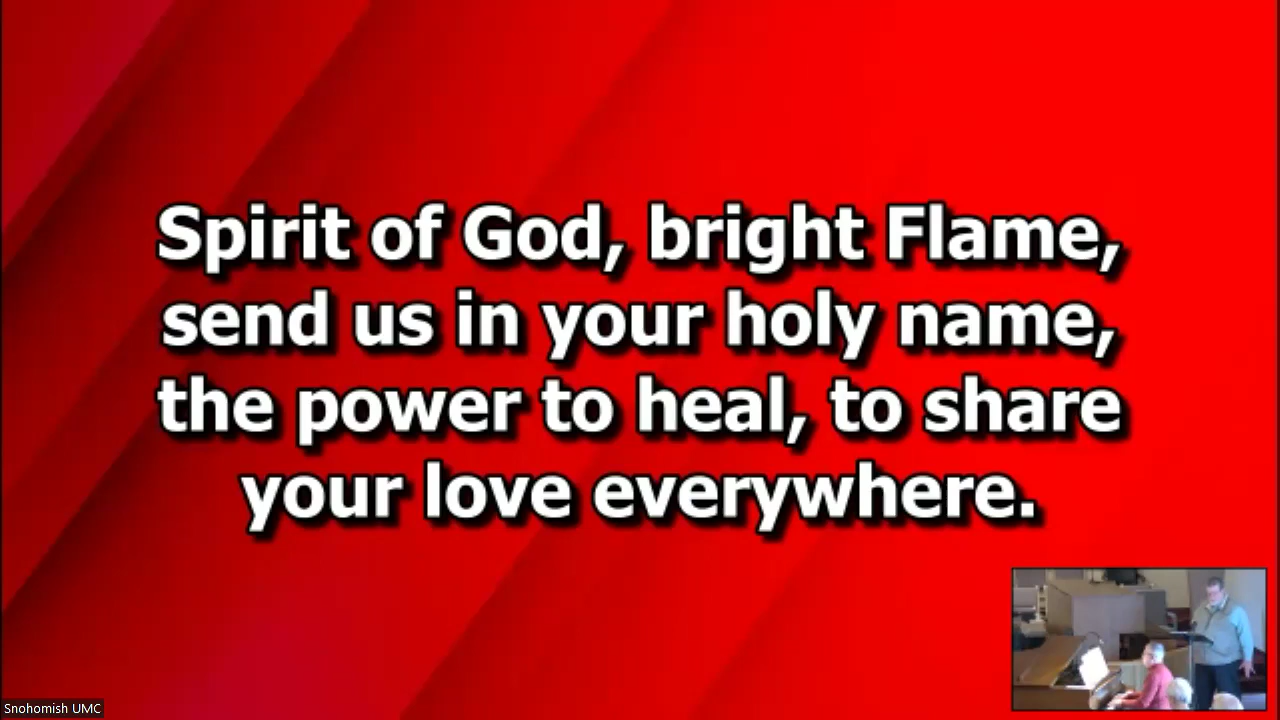 Spirit of God, bright Flame,
send us in your holy name,
the power to heal, to share
your love everywhere.
Snohomish UMC